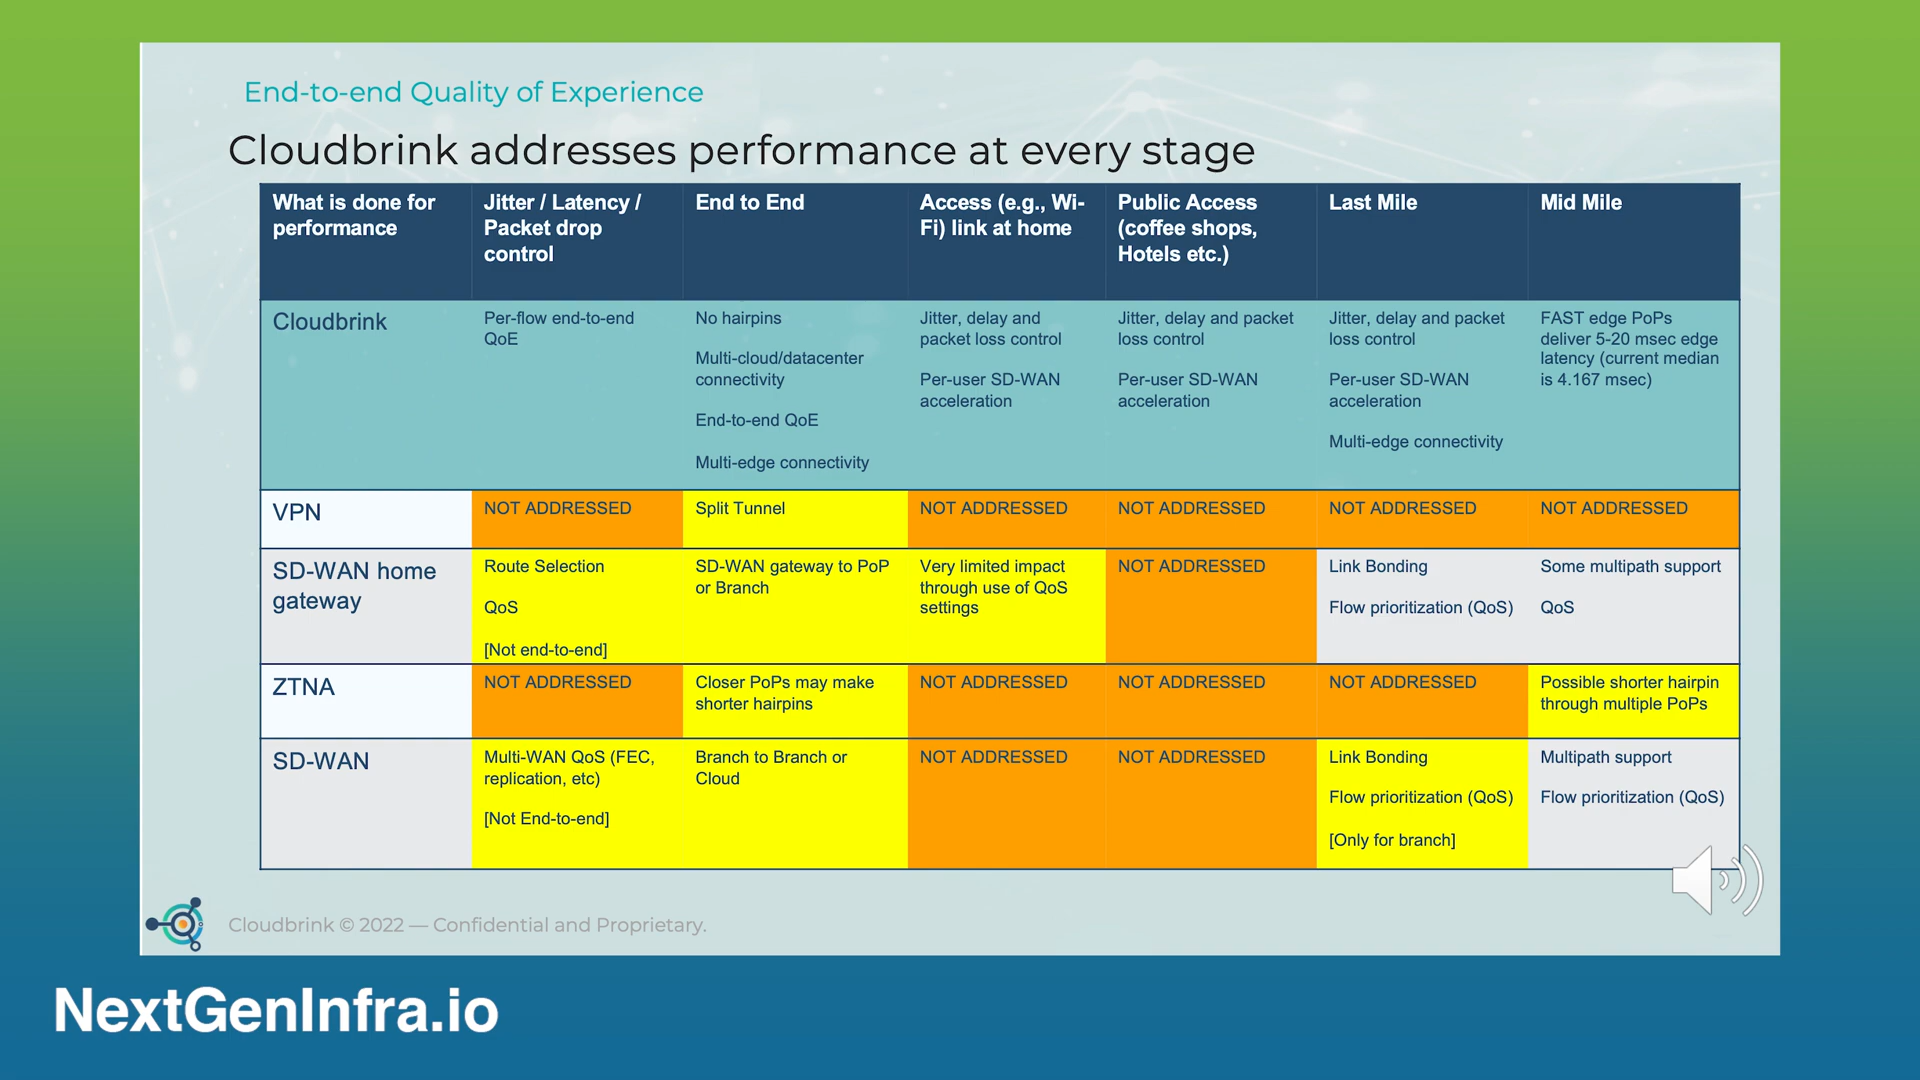 End-to-end Quality of Experience
Cloudbrink addresses performance at every stage
What is done for
performance
Jitter / Latency /
Packet drop
control
End to End
Access (e.g., Wi-
Fi) link at home
Public Access
(coffee shops,
Hotels etc.)
Last Mile
Mid Mile
Cloudbrink
Per-flow end-to-end
QoE
No hairpins
Multi-cloud/datacenter
connectivity
End-to-end QoE
Multi-edge connectivity
Jitter, delay and
packet loss control
Per-user SD-WAN
acceleration
Jitter, delay and packet
loss control
Per-user SD-WAN
acceleration
Jitter, delay and packet
loss control
Per-user SD-WAN
acceleration
Multi-edge connectivity
FAST edge PoPs
deliver 5-20 msec edge
latency (current median
is 4.167 msec)
VPN
NOT ADDRESSED
Split Tunnel
NOT ADDRESSED
NOT ADDRESSED
NOT ADDRESSED
NOT ADDRESSED
SD-WAN home
gateway
Route Selection
QoS
[Not end-to-end]
SD-WAN gateway to PoP
or Branch
Very limited impact
through use of QoS
settings
NOT ADDRESSED
Link Bonding
Flow prioritization (QoS)
Some multipath support
QoS
ZTNA
NOT ADDRESSED
Closer PoPs may make
shorter hairpins
NOT ADDRESSED
NOT ADDRESSED
NOT ADDRESSED
Possible shorter hairpin
through multiple PoPs
SD-WAN
Multi-WAN QoS (FEC,
replication, etc)
[Not End-to-end]
Branch to Branch or
Cloud
NOT ADDRESSED
NOT ADDRESSED
Link Bonding
Flow prioritization (QoS)
[Only for branch]
Multipath support
Flow prioritization (QoS)
Cloudbrink © 2022 — Confidential and Proprietary.
NextGenInfra.io